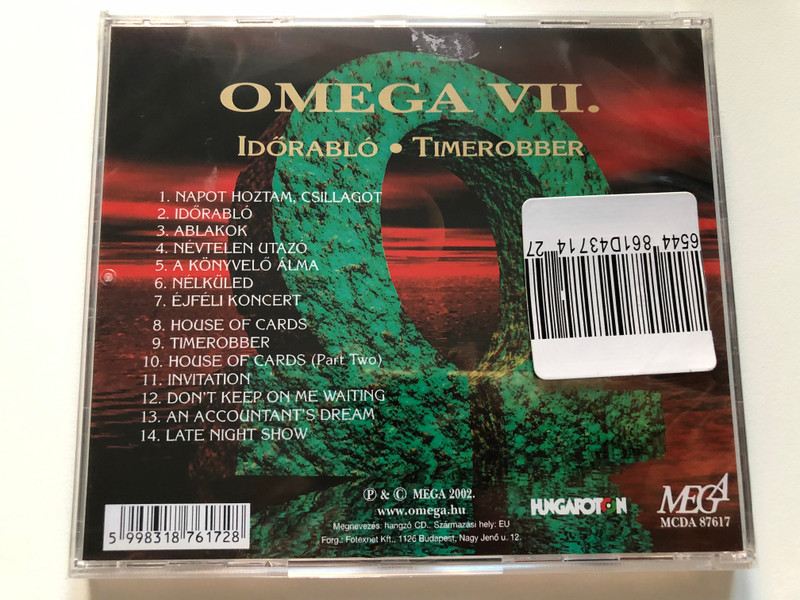 OMEGA VII.
IDŐRABLÓ • TIMEROBBER
1. NAPOT HOZTAM, CSILLAGOT
2. IDŐRABLÓ
3. ABLAKOK
4. NÉVTELEN UTAZÓ
5. A KÖNYVELŐ ÁLMA
6. NÉLKÜLED
7. ÉJFÉLI KONCERT
8. HOUSE OF CARDS
9. TIMEROBBER
10. HOUSE OF CARDS (Part Two)
11. INVITATION
12. DON'T KEEP ON ME WAITING
13. AN ACCOUNTANT'S DREAM
14. LATE NIGHT SHOW
6544 861D43714 27
Ⓟ & © MEGA 2002.
www.omega.hu
Megnevezés: hangzó CD. Származási hely: EU
Forg.: Fotexnet Kft., 1126 Budapest, Nagy Jenő u. 12.
5 998318 761728
HUNGAROTON
MEGA
MCDA 87617